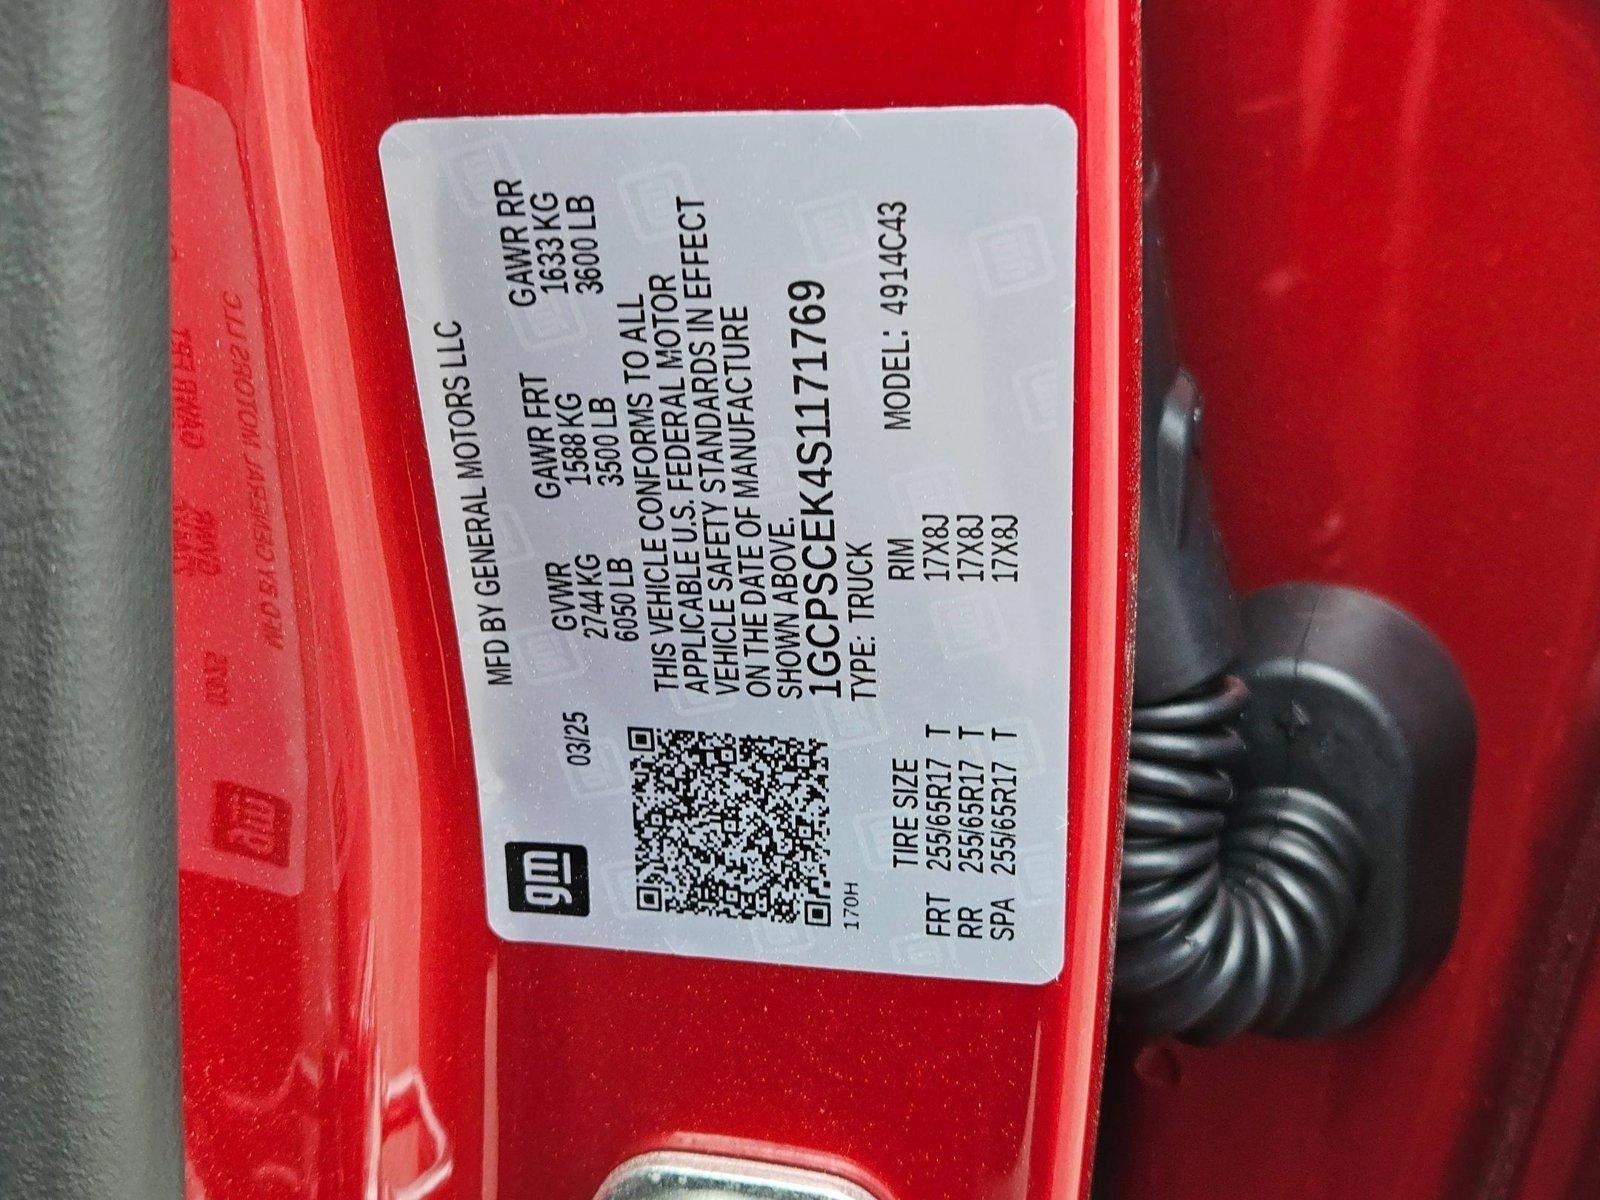 gm
MFD BY GENERAL MOTORS LLC
03/25
GVWR GAWR FRT GAWR RR
2744 KG 1588 KG 1633 KG
6050 LB 3500 LB 3600 LB
THIS VEHICLE CONFORMS TO ALL
APPLICABLE U.S. FEDERAL MOTOR
VEHICLE SAFETY STANDARDS IN EFFECT
ON THE DATE OF MANUFACTURE
SHOWN ABOVE.
1GCPSCEK4S1171769
TYPE: TRUCK
MODEL: 4914C43
170H
TIRE SIZE RIM
FRT 255/65R17 T 17X8J
RR 255/65R17 T 17X8J
SPA 255/65R17 T 17X8J